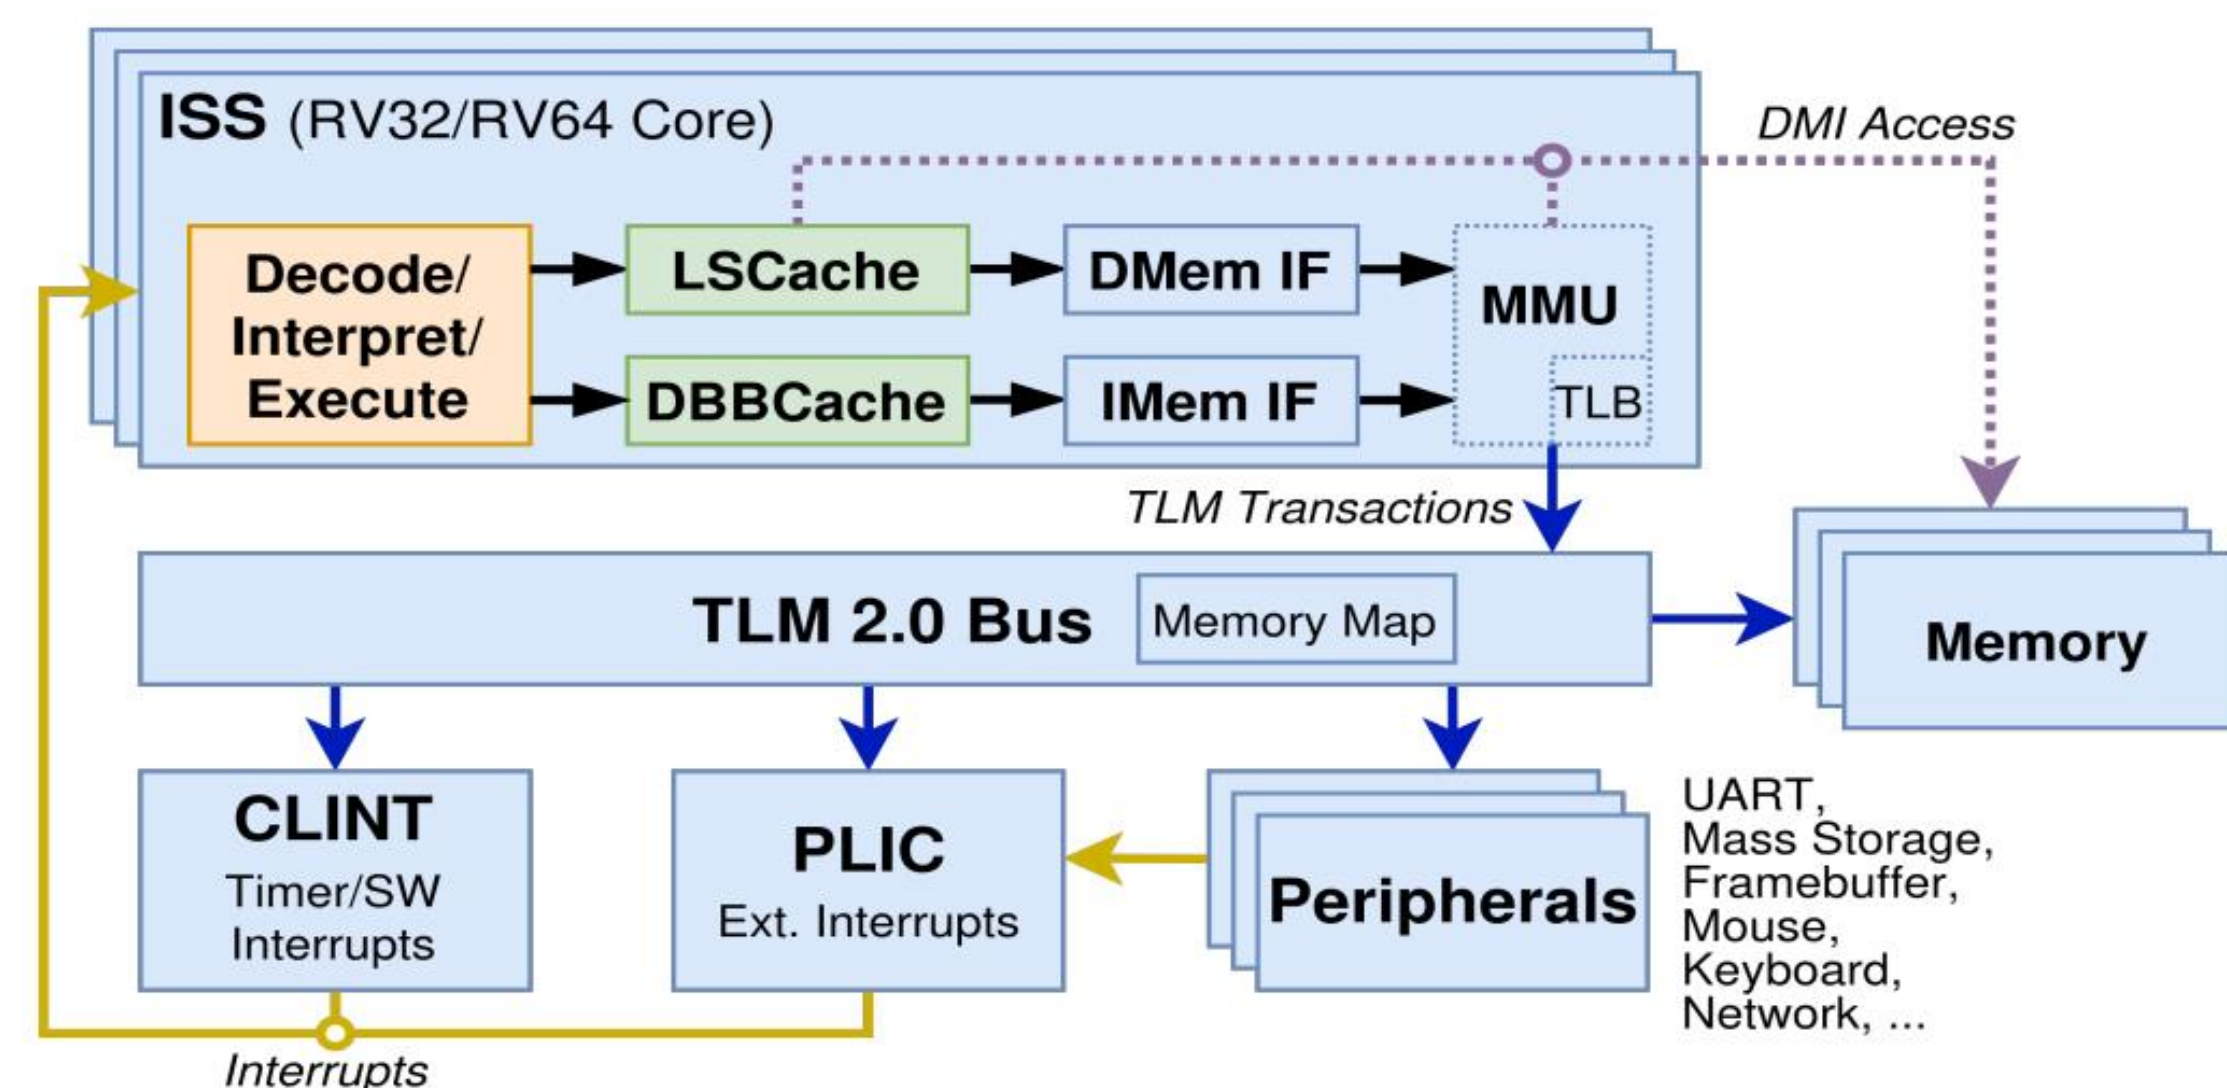 ISS (RV32/RV64 Core)
DMI Access
Decode/
Interpret/
Execute
LSCache
DMem IF
MMU
DBBCache
IMem IF
TLB
TLM Transactions
TLM 2.0 Bus
Memory Map
Memory
CLINT
Timer/SW
Interrupts
PLIC
Ext. Interrupts
Peripherals
UART,
Mass Storage,
Framebuffer,
Mouse,
Keyboard,
Network, ...
Interrupts